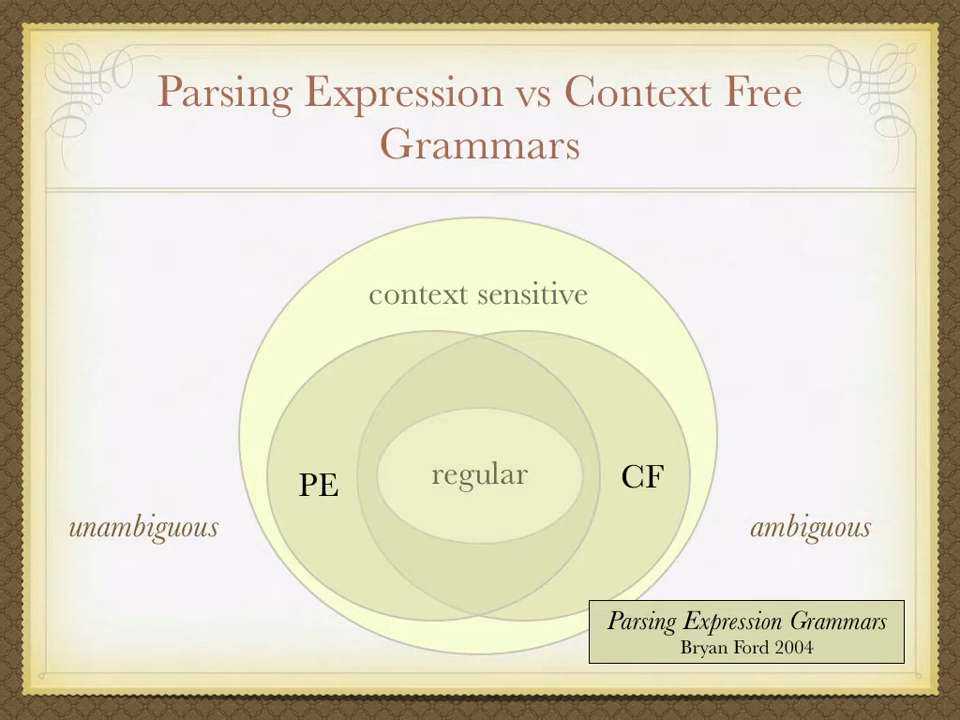 Parsing Expression vs Context Free
Grammars
context sensitive
PE
regular
CF
unambiguous
ambiguous
Parsing Expression Grammars
Bryan Ford 2004